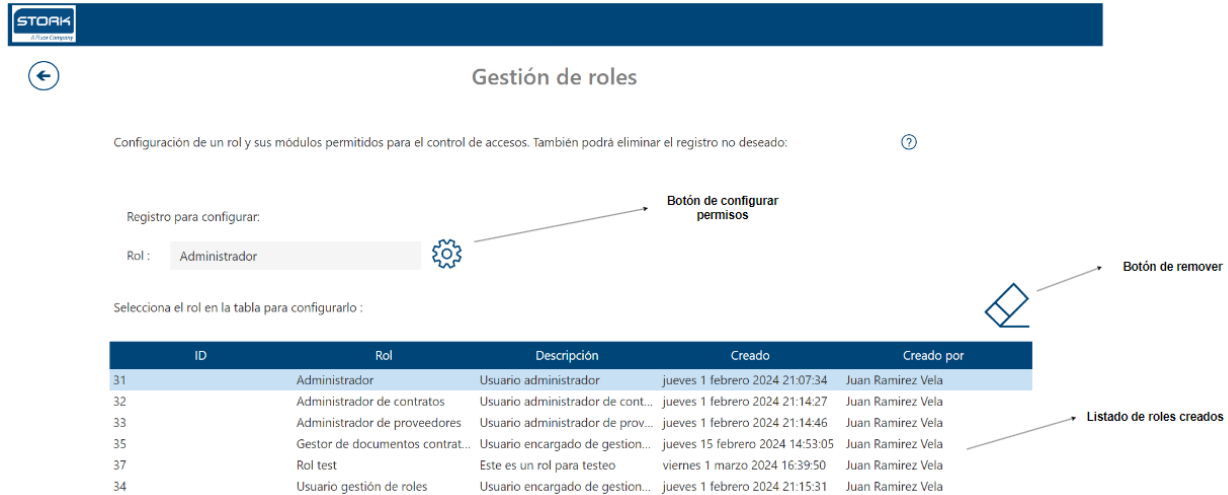 STORK
A Fluor Company
Gestión de roles
Configuración de un rol y sus módulos permitidos para el control de accesos. También podrá eliminar el registro no deseado:
?
Botón de configurar
permisos
Registro para configurar:
Rol : Administrador
Botón de remover
Selecciona el rol en la tabla para configurarlo :
ID Rol Descripción Creado Creado por
31 Administrador Usuario administrador jueves 1 febrero 2024 21:07:34 Juan Ramirez Vela
32 Administrador de contratos Usuario administrador de cont... jueves 1 febrero 2024 21:14:27 Juan Ramirez Vela
33 Administrador de proveedores Usuario administrador de prov... jueves 1 febrero 2024 21:14:46 Juan Ramirez Vela
Listado de roles creados
35 Gestor de documentos contrat... Usuario encargado de gestion... jueves 15 febrero 2024 14:53:05 Juan Ramirez Vela
37 Rol test Este es un rol para testeo viernes 1 marzo 2024 16:39:50 Juan Ramirez Vela
34 Usuario gestión de roles Usuario encargado de gestion... jueves 1 febrero 2024 21:15:31 Juan Ramirez Vela